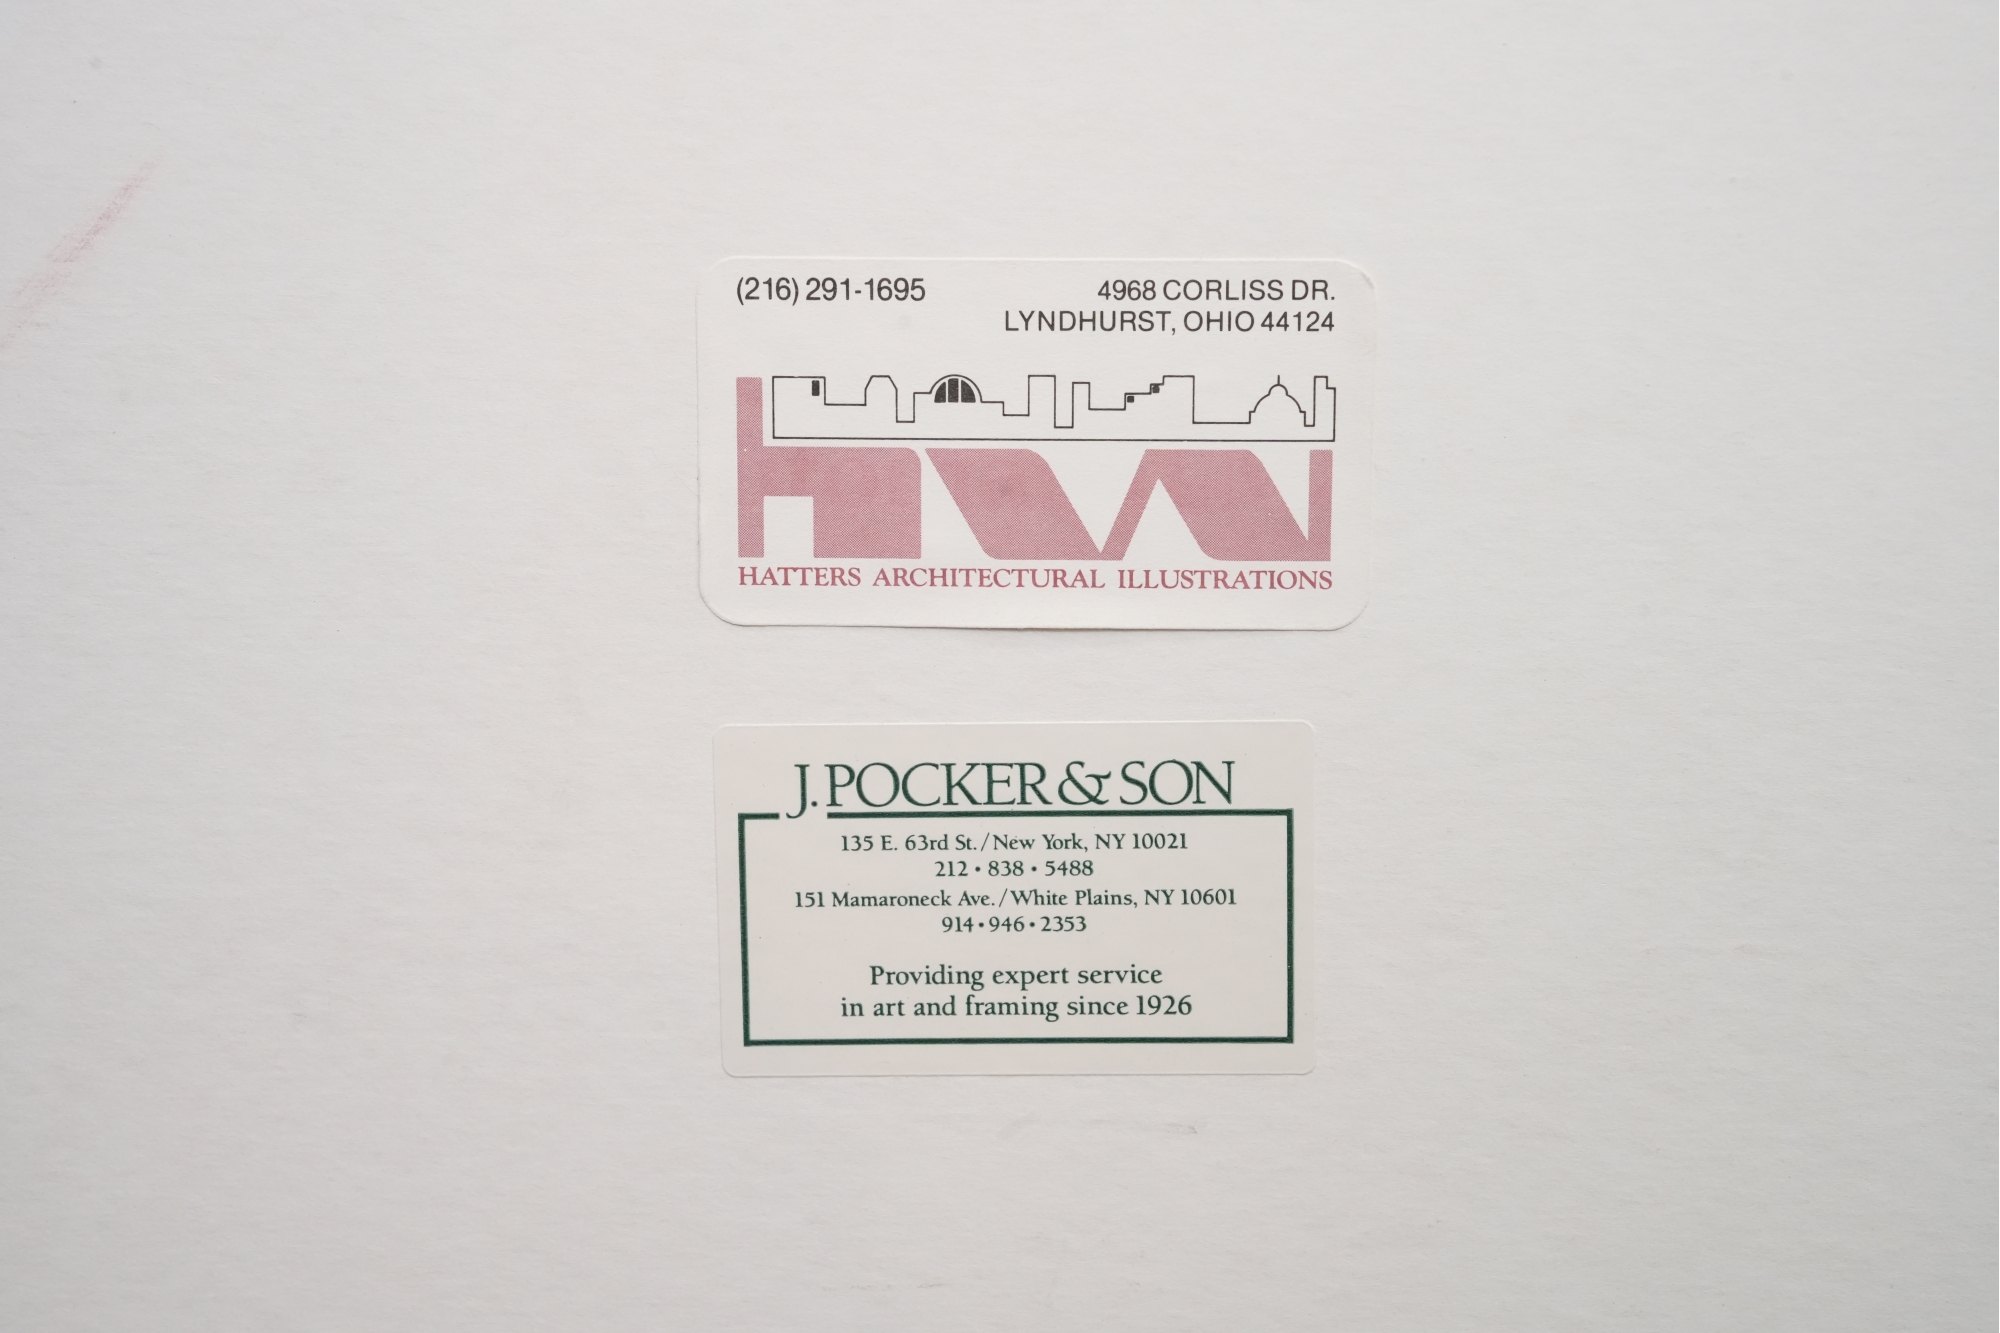 (216) 291-1695
4968 CORLISS DR.
LYNDHURST, OHIO 44124
HATTERS ARCHITECTURAL ILLUSTRATIONS
J. POCKER & SON
135 E. 63rd St./New York, NY 10021
212 • 838 • 5488
151 Mamaroneck Ave./White Plains, NY 10601
914 • 946 • 2353
Providing expert service
in art and framing since 1926